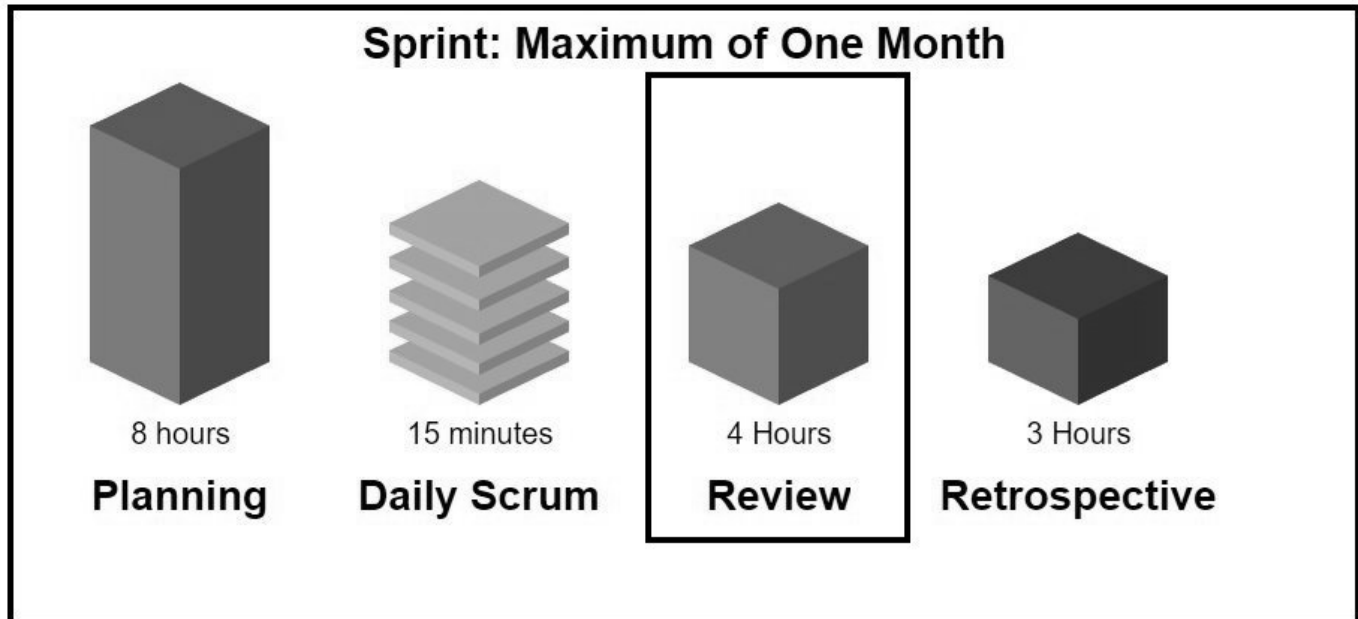 Sprint: Maximum of One Month
8 hours
Planning
15 minutes
Daily Scrum
4 Hours
Review
3 Hours
Retrospective